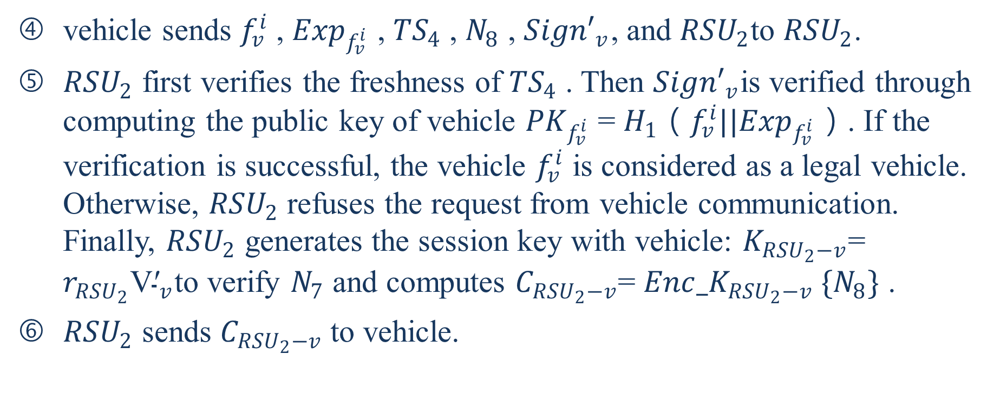 ④ vehicle sends f_v^i , Exp_{f_v^i} , TS_4 , N_8 , Sign'_v, and RSU_2to RSU_2.
⑤ RSU_2 first verifies the freshness of TS_4 . Then Sign'_v is verified through
computing the public key of vehicle PK_{f_v^i} = H_1 ( f_v^i||Exp_{f_v^i} ) . If the
verification is successful, the vehicle f_v^i is considered as a legal vehicle.
Otherwise, RSU_2 refuses the request from vehicle communication.
Finally, RSU_2 generates the session key with vehicle: K_{RSU_2−v}=
r_{RSU_2} V'_v to verify N_7 and computes C_{RSU_2−v}= Enc_K_{RSU_2−v} {N_8} .
⑥ RSU_2 sends C_{RSU_2−v} to vehicle.